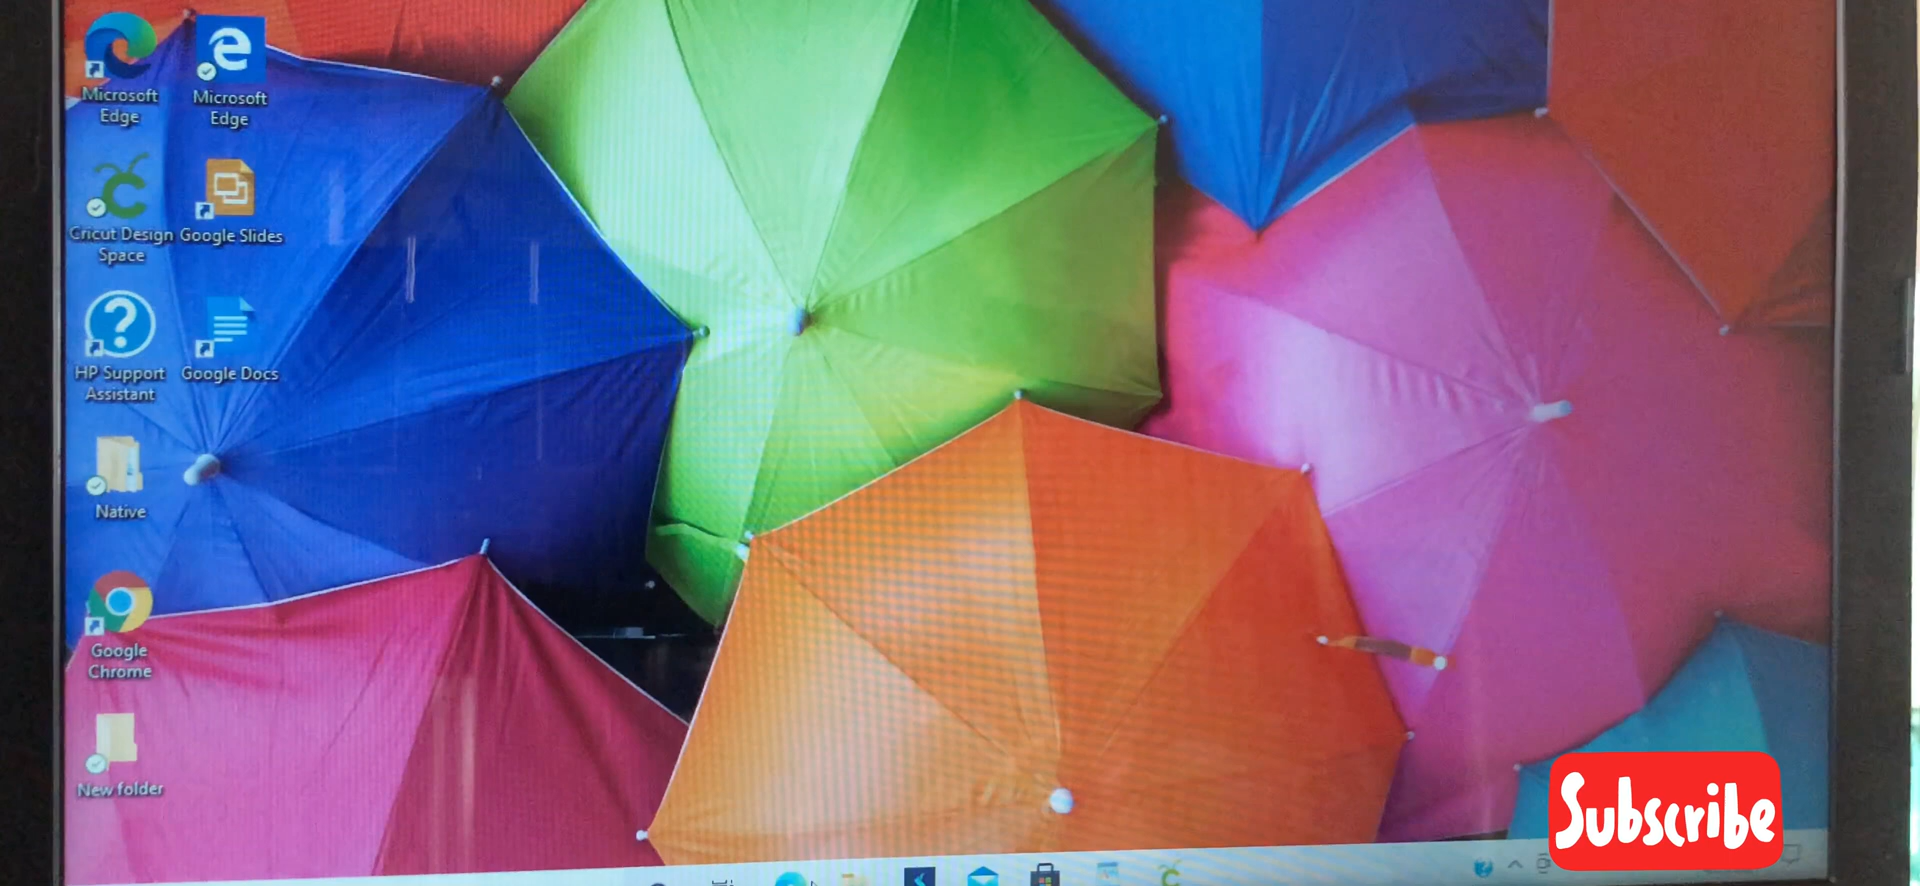 Microsoft
Edge
Microsoft
Edge
Cricut Design
Space
Google Slides
HP Support
Assistant
Google Docs
Native
Google
Chrome
New folder
Subscribe